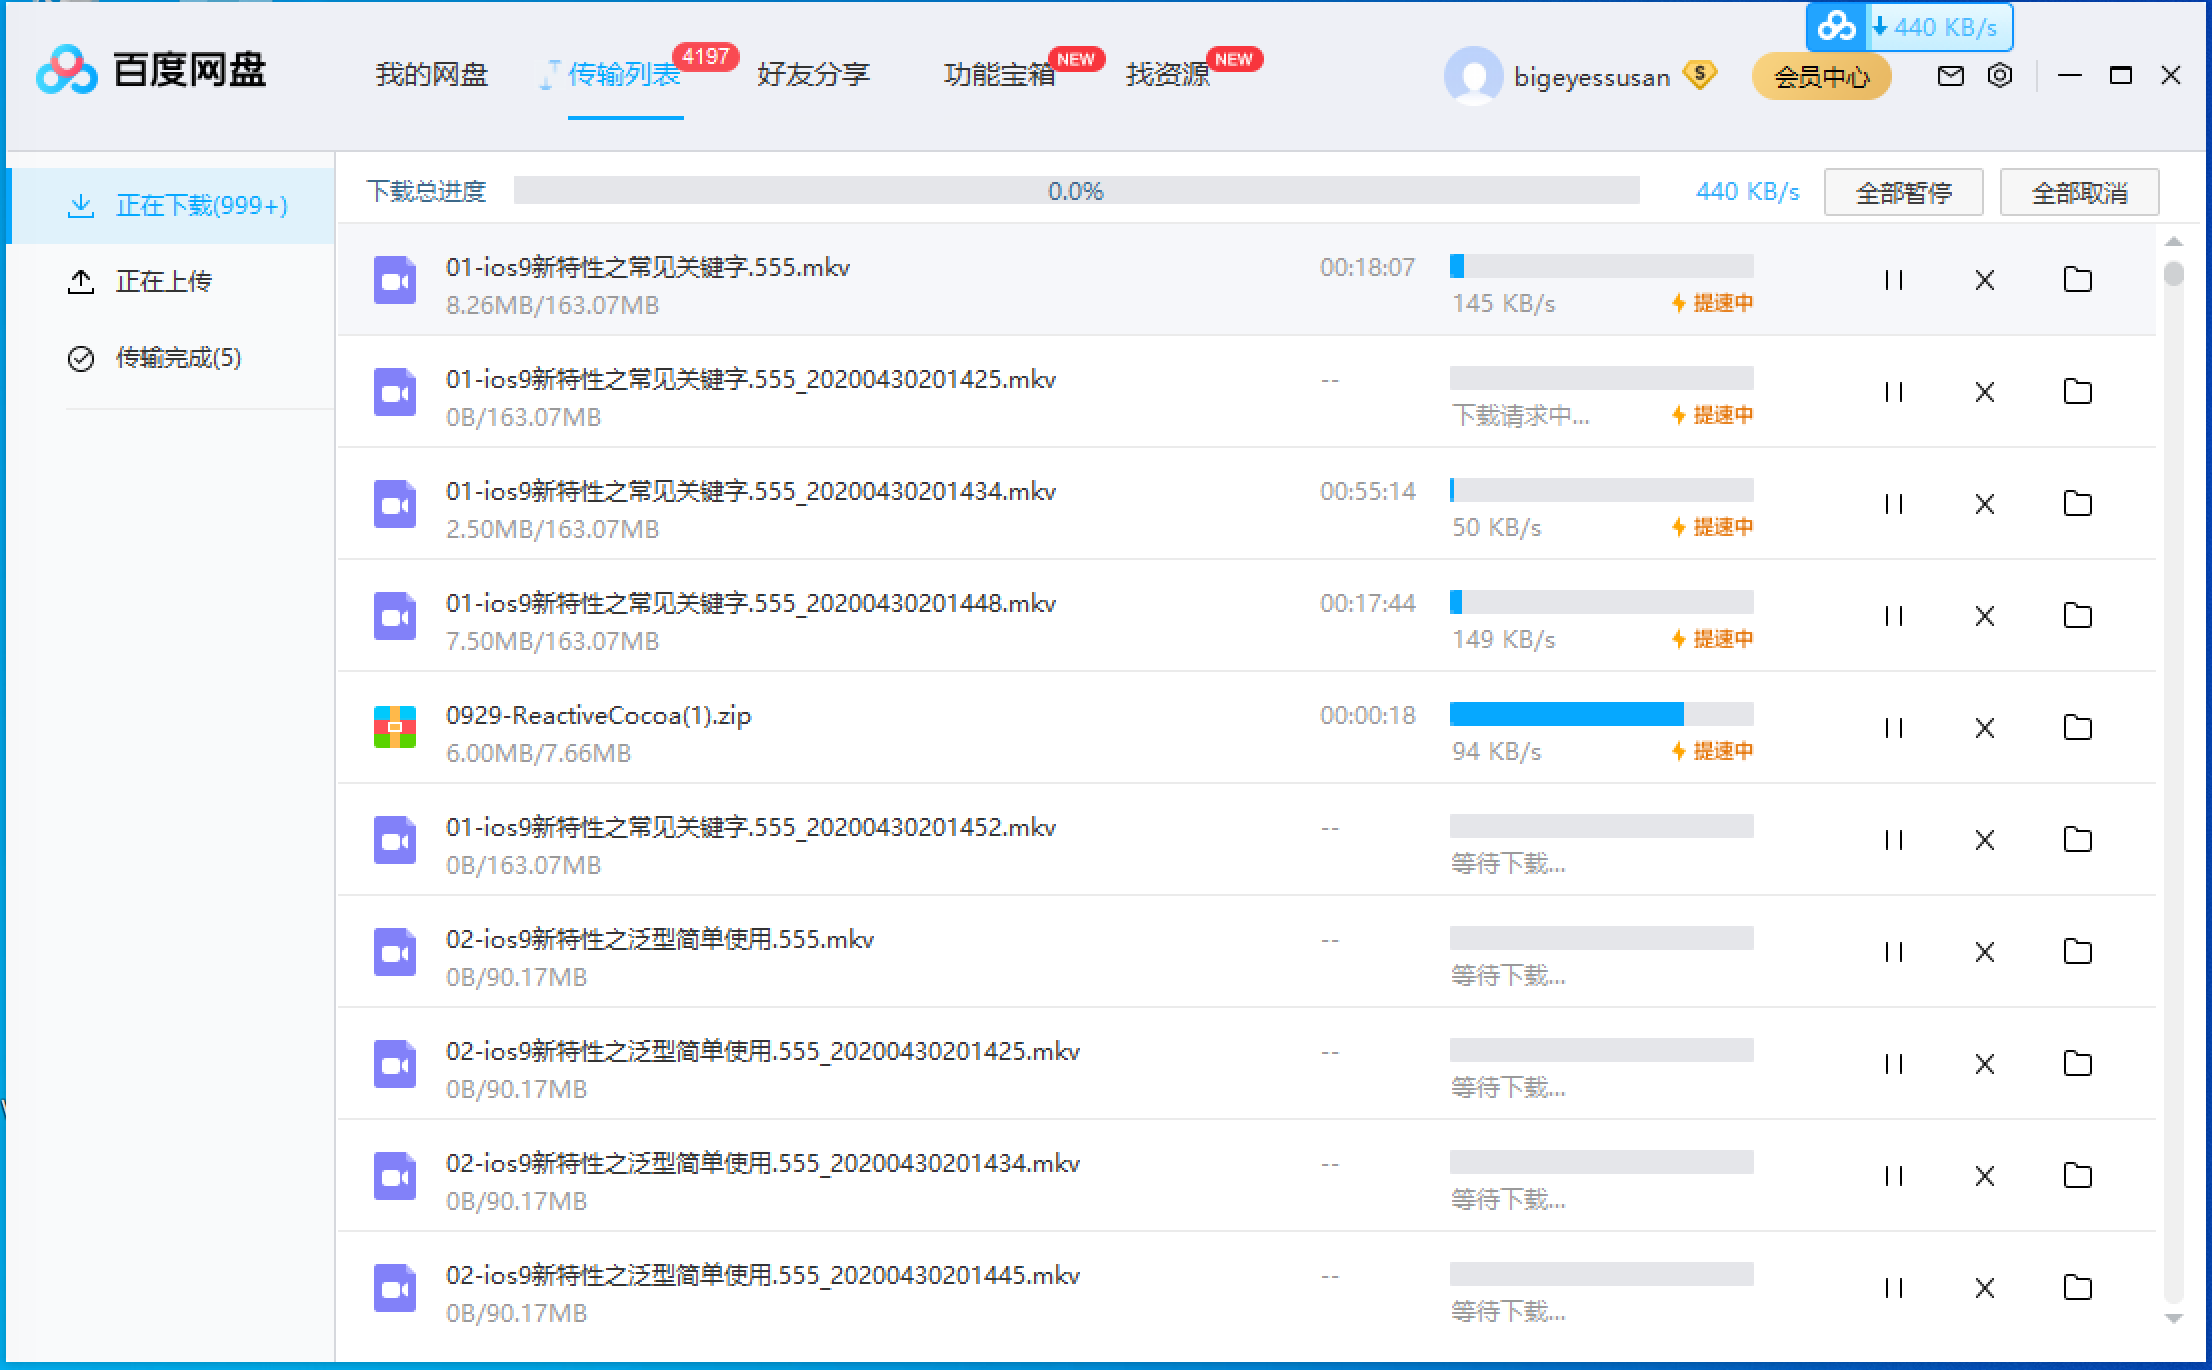 440 KB/s
百度网盘
我的网盘
传输列表
4197
好友分享
功能宝箱
NEW
找资源
NEW
bigeyessusan
会员中心
正在下载(999+)
正在上传
传输完成(5)
下载总进度
0.0%
440 KB/s
全部暂停
全部取消
01-ios9新特性之常见关键字.555.mkv
8.26MB/163.07MB
00:18:07
145 KB/s
提速中
01-ios9新特性之常见关键字.555_20200430201425.mkv
0B/163.07MB
--
下载请求中...
提速中
01-ios9新特性之常见关键字.555_20200430201434.mkv
2.50MB/163.07MB
00:55:14
50 KB/s
提速中
01-ios9新特性之常见关键字.555_20200430201448.mkv
7.50MB/163.07MB
00:17:44
149 KB/s
提速中
0929-ReactiveCocoa(1).zip
6.00MB/7.66MB
00:00:18
94 KB/s
提速中
01-ios9新特性之常见关键字.555_20200430201452.mkv
0B/163.07MB
--
等待下载...
02-ios9新特性之泛型简单使用.555.mkv
0B/90.17MB
--
等待下载...
02-ios9新特性之泛型简单使用.555_20200430201425.mkv
0B/90.17MB
--
等待下载...
02-ios9新特性之泛型简单使用.555_20200430201434.mkv
0B/90.17MB
--
等待下载...
02-ios9新特性之泛型简单使用.555_20200430201445.mkv
0B/90.17MB
--
等待下载...